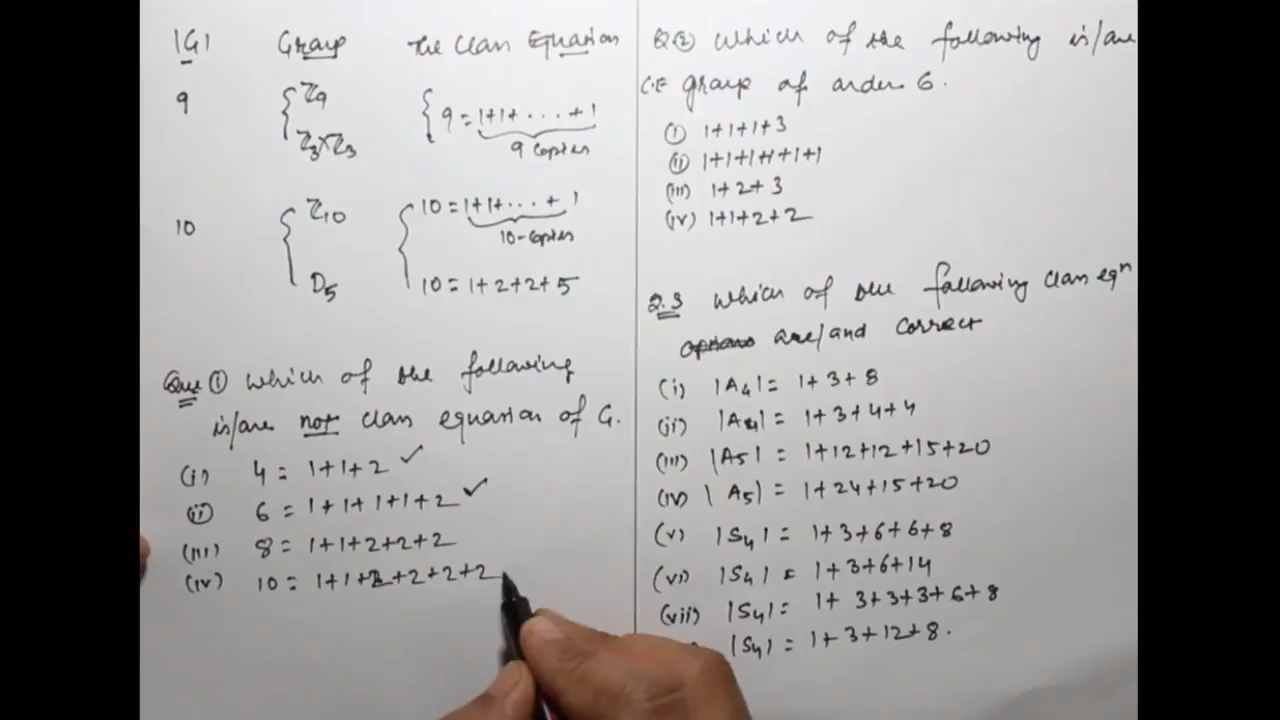 |G| Group The Class Equation
9 { Z9 { 9 = 1+1+ . . . + 1
Z3×Z3 9 copies
10 { Z10 { 10 = 1+1+ . . . + 1
10-copies
D5 10 = 1+2+2+5
Que ① Which of the following
is/are not class equation of G.
(i) 4 = 1+1+2 ✓
(ii) 6 = 1+1+1+1+2 ✓
(iii) 8 = 1+1+2+2+2
(iv) 10 = 1+1+2+2+2+2
Q② Which of the following is/are
C.E group of order 6.
(i) 1+1+1+3
(ii) 1+1+1+1+1+1
(iii) 1+2+3
(iv) 1+1+2+2
Q.3 Which of the following class eqn
are/and correct
(i) |A4| = 1+3+8
(ii) |A4| = 1+3+4+4
(iii) |A5| = 1+12+12+15+20
(iv) |A5| = 1+24+15+20
(v) |S4| = 1+3+6+6+8
(vi) |S4| = 1+3+6+14
(vii) |S4| = 1+3+3+3+6+8
|S4| = 1+3+12+8.